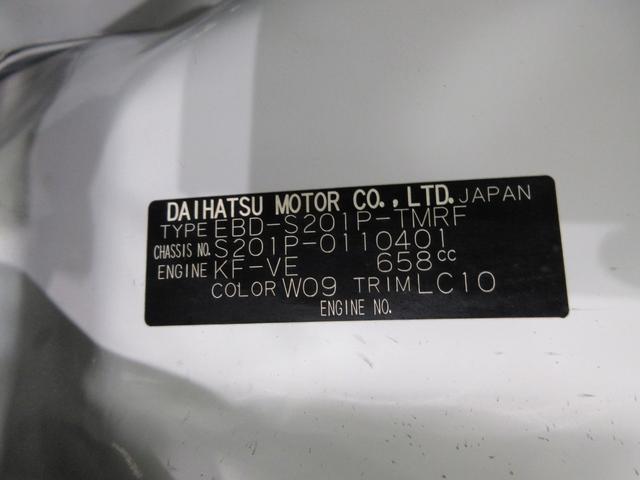 DAIHATSU MOTOR CO.,LTD. JAPAN
TYPE EBD-S201P-TMRF
CHASSIS NO. S201P-0110401
ENGINE KF-VE 658cc
COLOR W09 TRIM LC10
ENGINE NO.